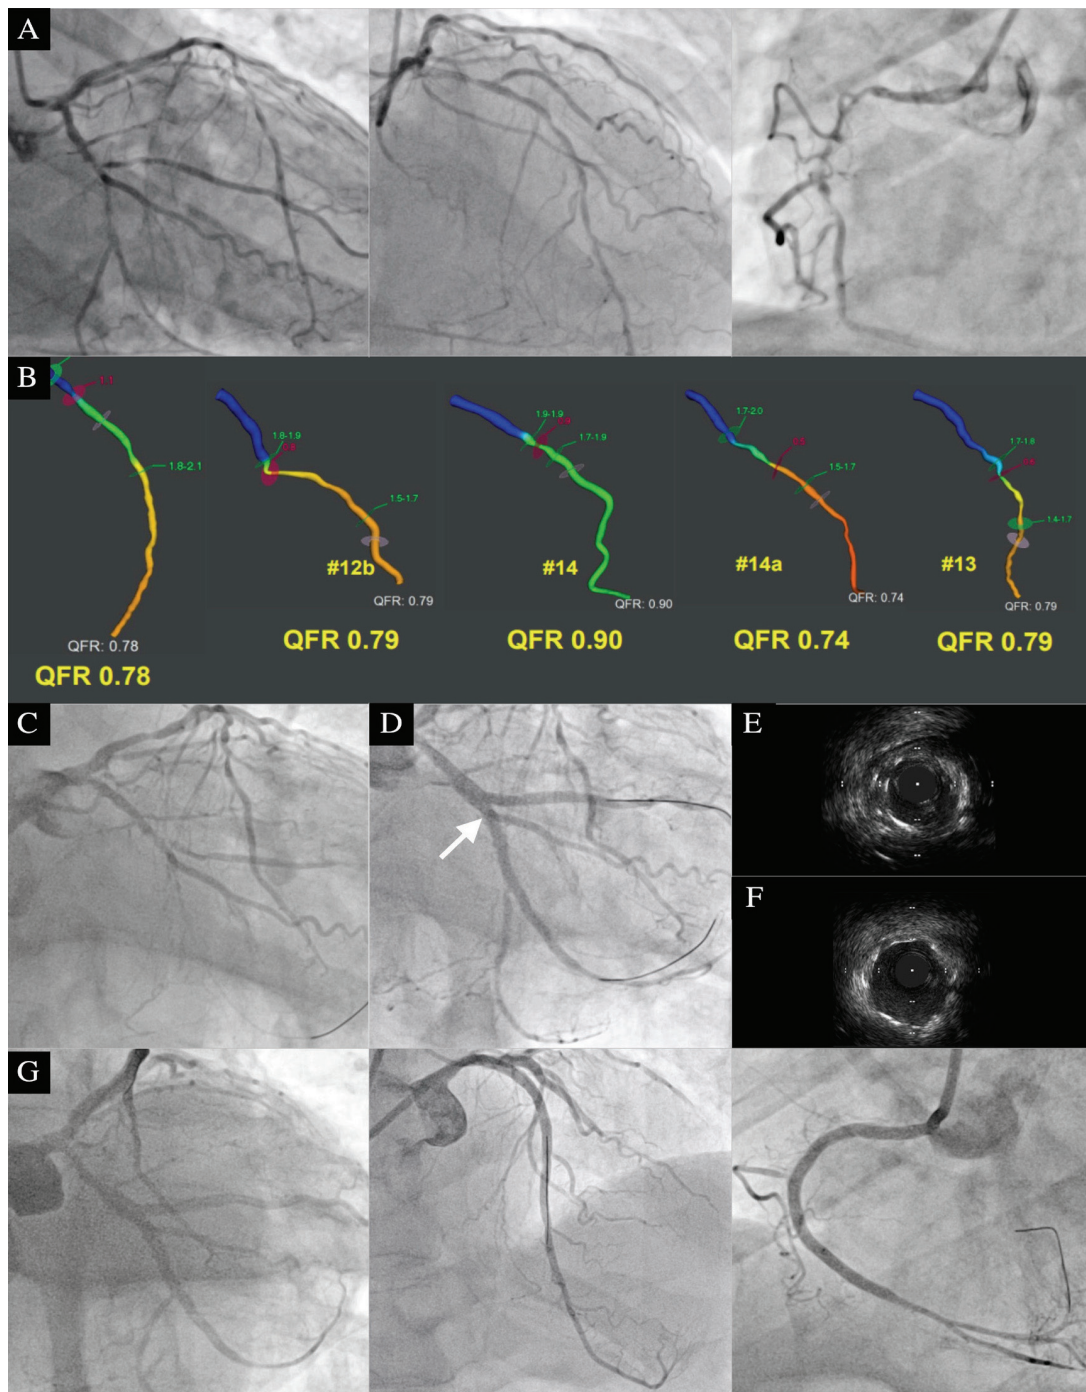 A
B
1.1
1.8-2.1
QFR: 0.78
QFR 0.78
1.8-1.9
1.5-1.7
#12b
QFR: 0.79
QFR 0.79
1.9-1.9
1.7-1.9
#14
QFR: 0.90
QFR 0.90
1.7-2.0
1.5-1.7
#14a
QFR: 0.74
QFR 0.74
1.4-1.7
#13
QFR: 0.79
QFR 0.79
C
D
E
F
G